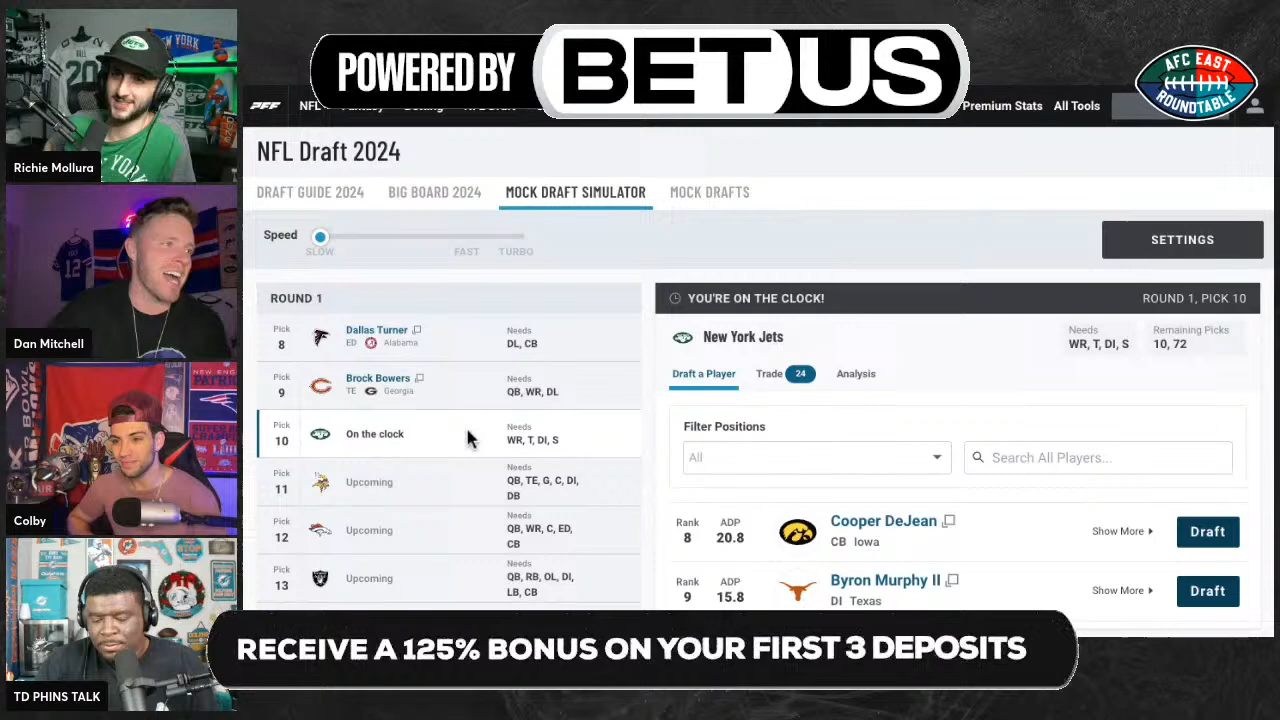 POWERED BY BETUS
AFC EAST
ROUNDTABLE
PFF
NFL
Premium Stats
All Tools
NFL Draft 2024
DRAFT GUIDE 2024
BIG BOARD 2024
MOCK DRAFT SIMULATOR
MOCK DRAFTS
Speed
SLOW
FAST
TURBO
SETTINGS
ROUND 1
Pick 8
Dallas Turner
ED Alabama
Needs
DL, CB
Pick 9
Brock Bowers
TE Georgia
Needs
QB, WR, DL
Pick 10
On the clock
Needs
WR, T, DI, S
Pick 11
Upcoming
Needs
QB, TE, G, C, DI,
DB
Pick 12
Upcoming
Needs
QB, WR, C, ED,
CB
Pick 13
Upcoming
Needs
QB, RB, OL, DI,
LB, CB
YOU'RE ON THE CLOCK!
ROUND 1, PICK 10
New York Jets
Needs
WR, T, DI, S
Remaining Picks
10, 72
Draft a Player
Trade 24
Analysis
Filter Positions
All
Search All Players...
Rank
8
ADP
20.8
Cooper DeJean
CB Iowa
Show More
Draft
Rank
9
ADP
15.8
Byron Murphy II
DI Texas
Show More
Draft
Richie Mollura
Dan Mitchell
Colby
TD PHINS TALK
RECEIVE A 125% BONUS ON YOUR FIRST 3 DEPOSITS